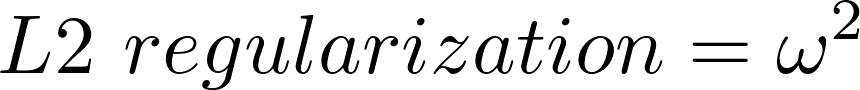 L2 regularization = ω²